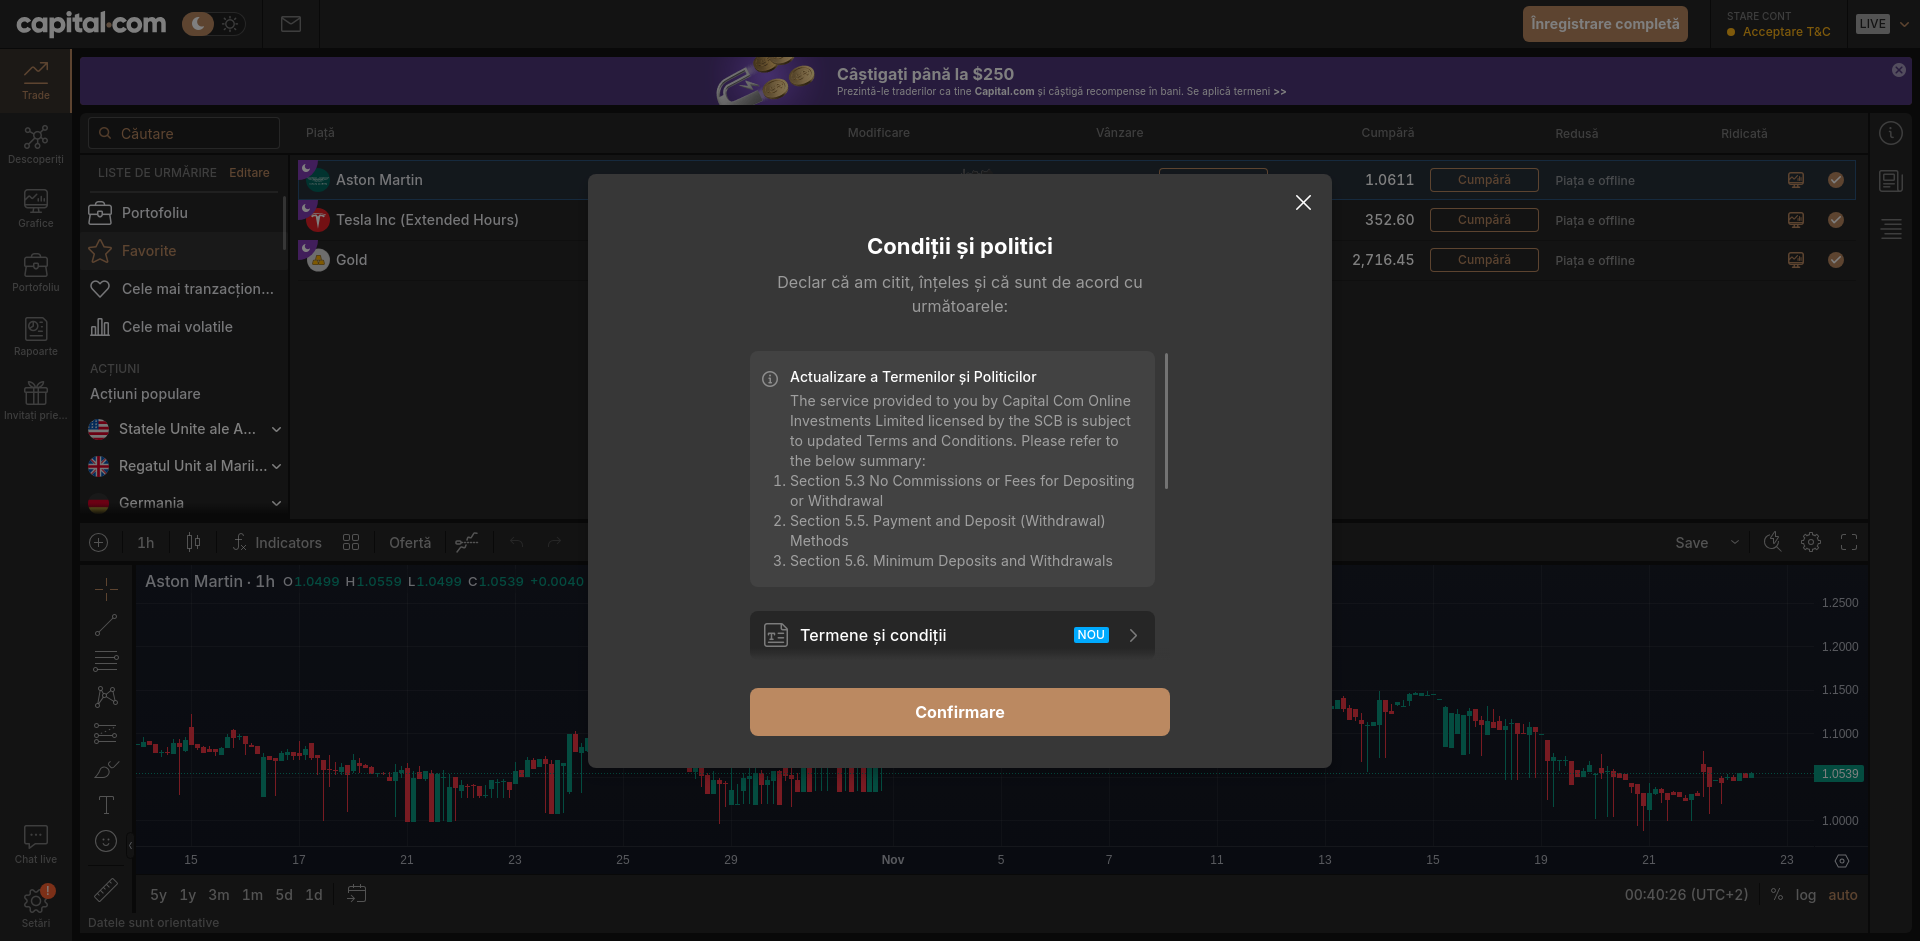 capital.com
Înregistrare completă
STARE CONT
Acceptare T&C
LIVE
Trade
Descoperiți
Grafice
Portofoliu
Rapoarte
Invitați prie...
Chat live
Setări
Câștigați până la $250
Prezintă-le traderilor ca tine Capital.com și câștigă recompense în bani. Se aplică termeni >>
Căutare
Piață
Modificare
Vânzare
Cumpără
Redusă
Ridicată
LISTE DE URMĂRIRE
Editare
Portofoliu
Favorite
Cele mai tranzacțion...
Cele mai volatile
ACȚIUNI
Acțiuni populare
Statele Unite ale A...
Regatul Unit al Marii...
Germania
Aston Martin
1.0611
Cumpără
Piața e offline
Tesla Inc (Extended Hours)
352.60
Cumpără
Piața e offline
Gold
2,716.45
Cumpără
Piața e offline
Condiții și politici
Declar că am citit, înțeles și că sunt de acord cu
următoarele:
Actualizare a Termenilor și Politicilor
The service provided to you by Capital Com Online
Investments Limited licensed by the SCB is subject
to updated Terms and Conditions. Please refer to
the below summary:
1. Section 5.3 No Commissions or Fees for Depositing
or Withdrawal
2. Section 5.5. Payment and Deposit (Withdrawal)
Methods
3. Section 5.6. Minimum Deposits and Withdrawals
Termene și condiții
NOU
Confirmare
1h
Indicators
Ofertă
Save
Aston Martin · 1h O1.0499 H1.0559 L1.0499 C1.0539 +0.0040
1.2500
1.2000
1.1500
1.1000
1.0539
1.0000
15 17 21 23 25 29 Nov 5 7 11 13 15 19 21 23
5y 1y 3m 1m 5d 1d
00:40:26 (UTC+2) % log auto
Datele sunt orientative